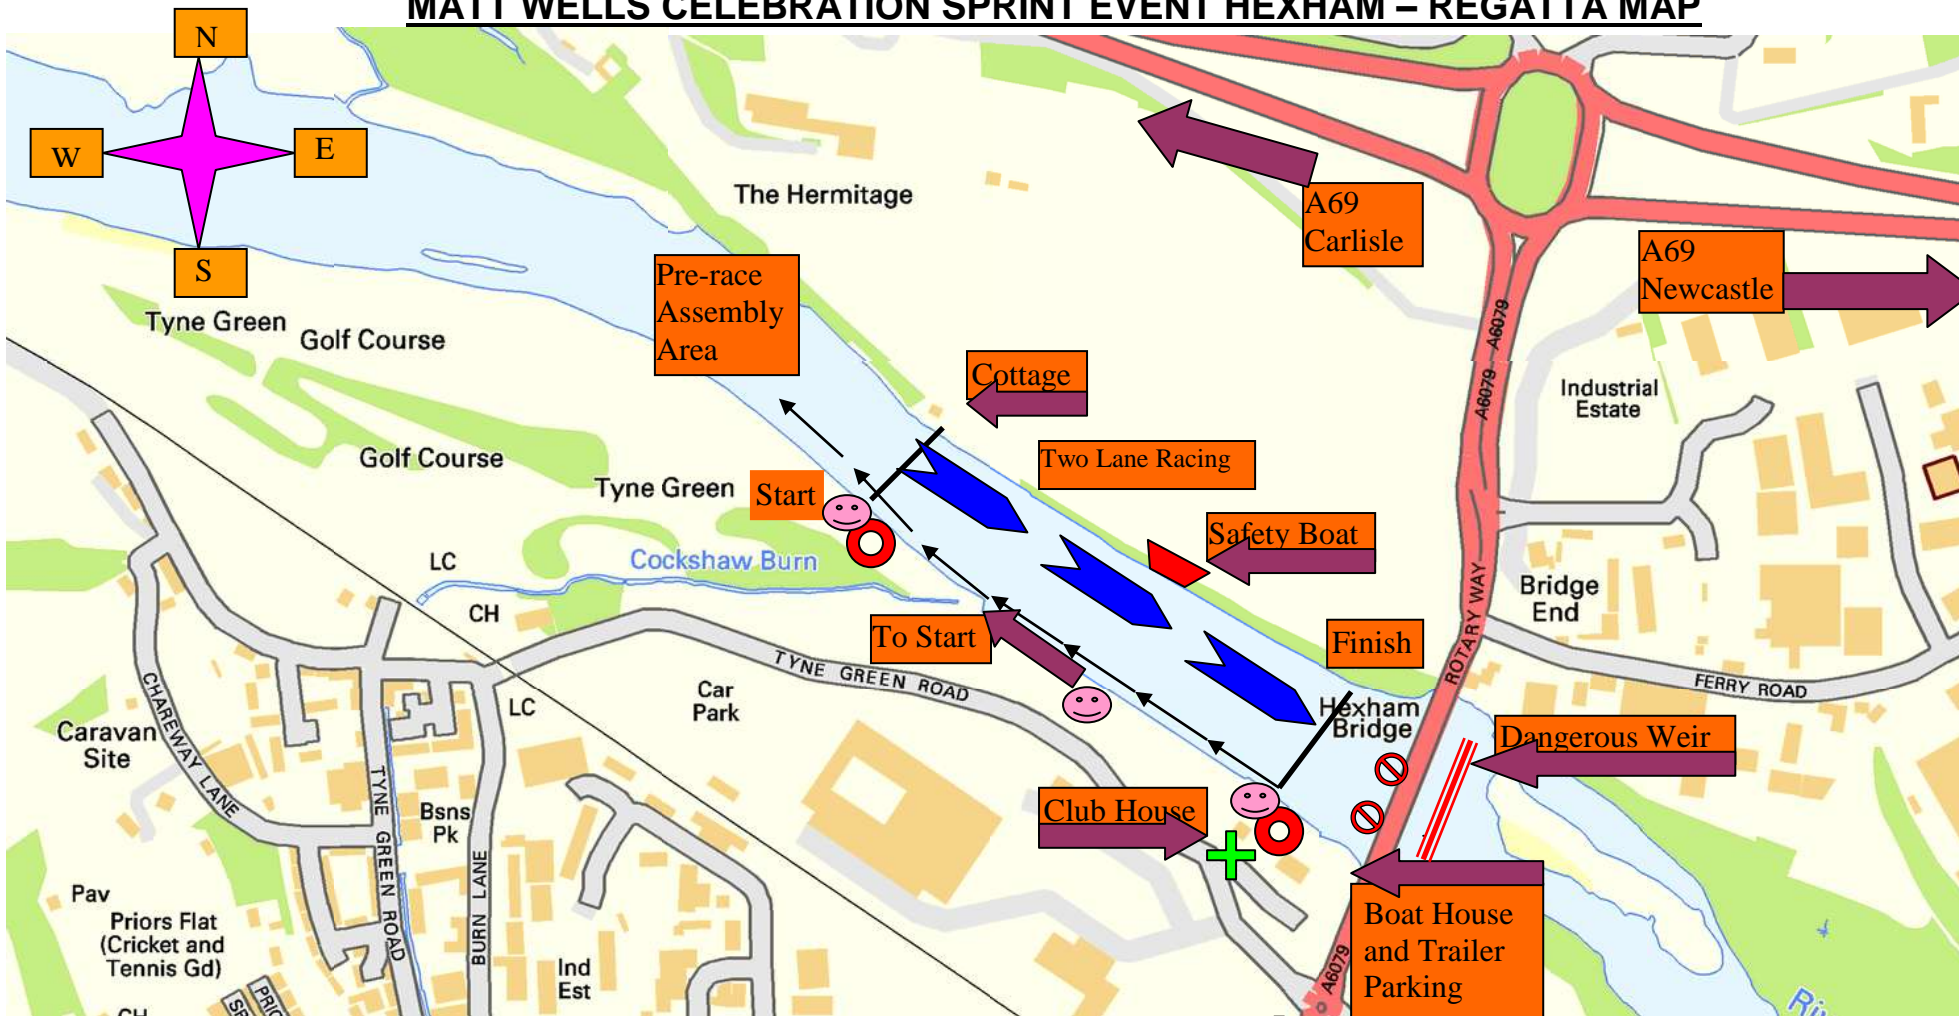 MATT WELLS CELEBRATION SPRINT EVENT HEXHAM – REGATTA MAP
N
W
E
S
The Hermitage
A69
Carlisle
A69
Newcastle
Pre-race
Assembly
Area
Tyne Green
Golf Course
A6079
A6079
Cottage
Industrial
Estate
Golf Course
Two Lane Racing
Tyne Green
Start
Safety Boat
LC
Cockshaw Burn
CH
Bridge
End
To Start
Finish
ROTARY WAY
TYNE GREEN ROAD
FERRY ROAD
CHAREWAY LANE
Car
Park
LC
Hexham
Bridge
Caravan
Site
Dangerous Weir
TYNE GREEN ROAD
Bsns
Pk
Club House
BURN LANE
Pav
Priors Flat
(Cricket and
Tennis Gd)
Boat House
and Trailer
Parking
Ind
Est
A6079
CH